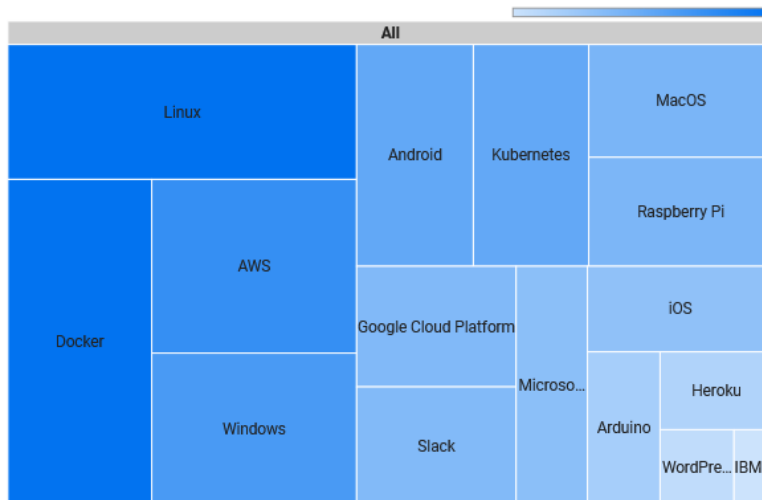 All
Linux
Android
Kubernetes
MacOS
Raspberry Pi
AWS
Docker
Windows
Google Cloud Platform
Microso...
iOS
Slack
Arduino
Heroku
WordPre...
IBM